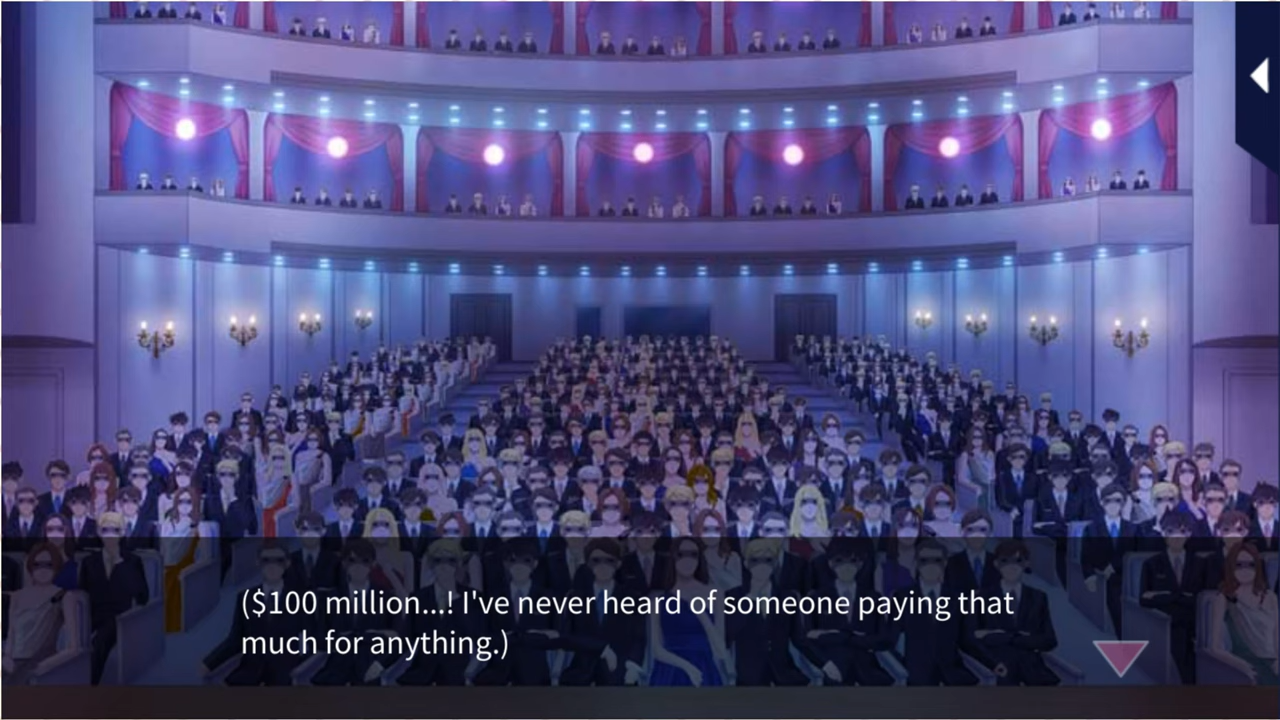 ($100 million...! I've never heard of someone paying that
much for anything.)